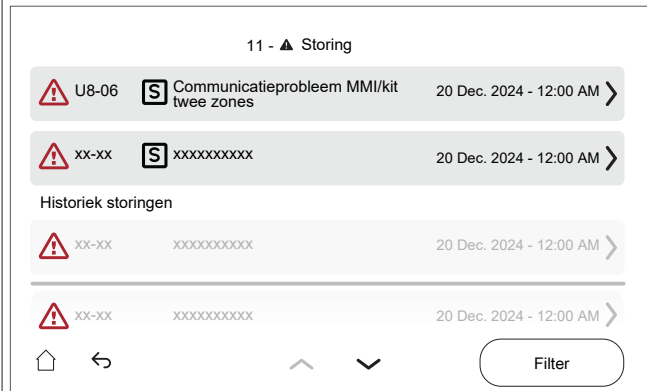 11 - Storing
U8-06 S Communicatieprobleem MMI/kit 20 Dec. 2024 - 12:00 AM
twee zones
xx-xx S xxxxxxxxxx 20 Dec. 2024 - 12:00 AM
Historiek storingen
xx-xx xxxxxxxxxx 20 Dec. 2024 - 12:00 AM
xx-xx xxxxxxxxxx 20 Dec. 2024 - 12:00 AM
Filter